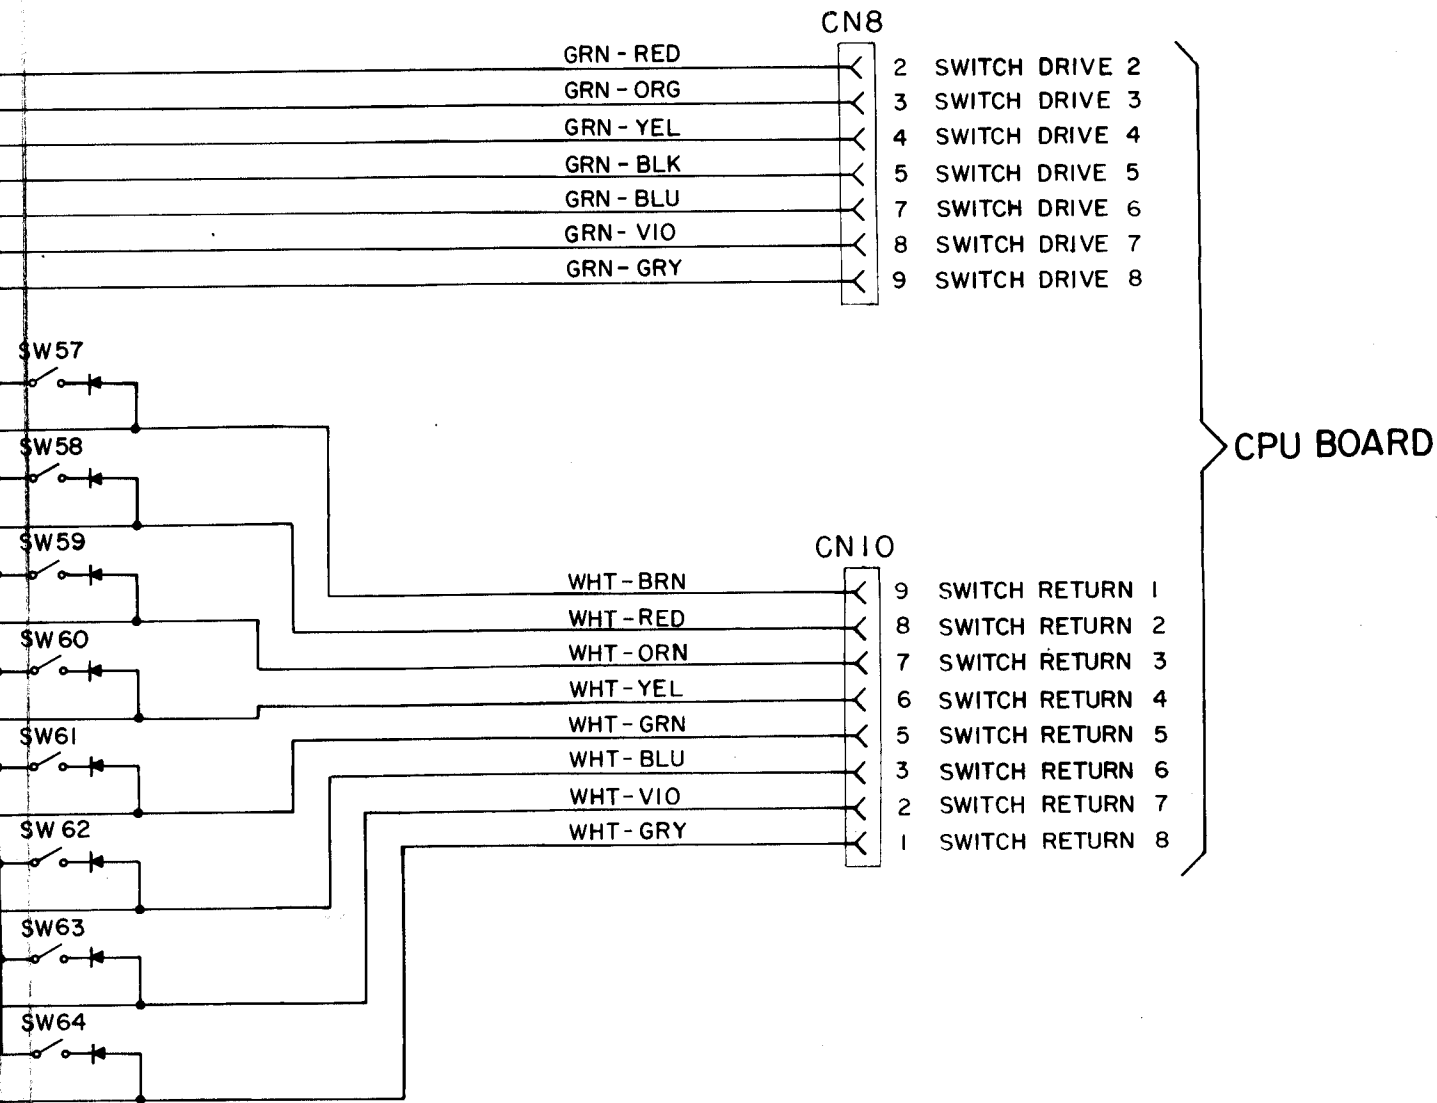 CN8
GRN-RED 2 SWITCH DRIVE 2
GRN-ORG 3 SWITCH DRIVE 3
GRN-YEL 4 SWITCH DRIVE 4
GRN-BLK 5 SWITCH DRIVE 5
GRN-BLU 7 SWITCH DRIVE 6
GRN-VIO 8 SWITCH DRIVE 7
GRN-GRY 9 SWITCH DRIVE 8
SW57
SW58
CPU BOARD
SW59
CN10
WHT-BRN 9 SWITCH RETURN 1
WHT-RED 8 SWITCH RETURN 2
SW60
WHT-ORN 7 SWITCH RETURN 3
WHT-YEL 6 SWITCH RETURN 4
SW61
WHT-GRN 5 SWITCH RETURN 5
WHT-BLU 3 SWITCH RETURN 6
WHT-VIO 2 SWITCH RETURN 7
SW62
WHT-GRY 1 SWITCH RETURN 8
SW63
SW64